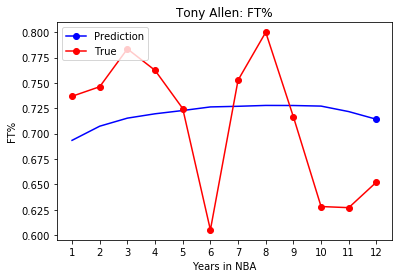 Tony Allen: FT%
Prediction
True
0.800
0.775
0.750
0.725
0.700
0.675
0.650
0.625
0.600
FT%
1 2 3 4 5 6 7 8 9 10 11 12
Years in NBA